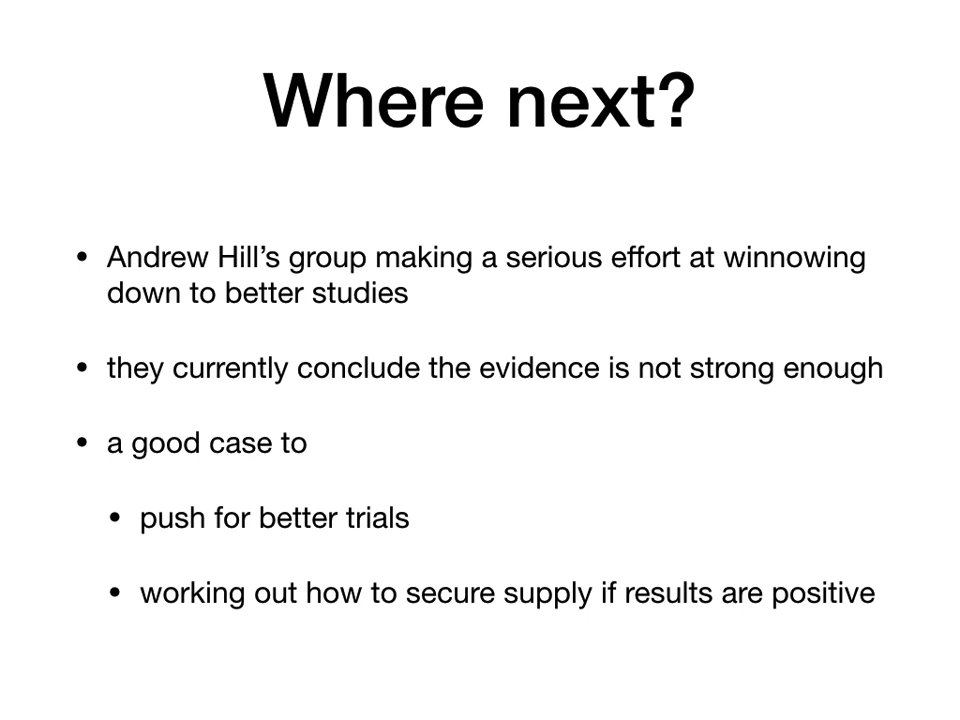 Where next?
• Andrew Hill’s group making a serious effort at winnowing
down to better studies
• they currently conclude the evidence is not strong enough
• a good case to
• push for better trials
• working out how to secure supply if results are positive